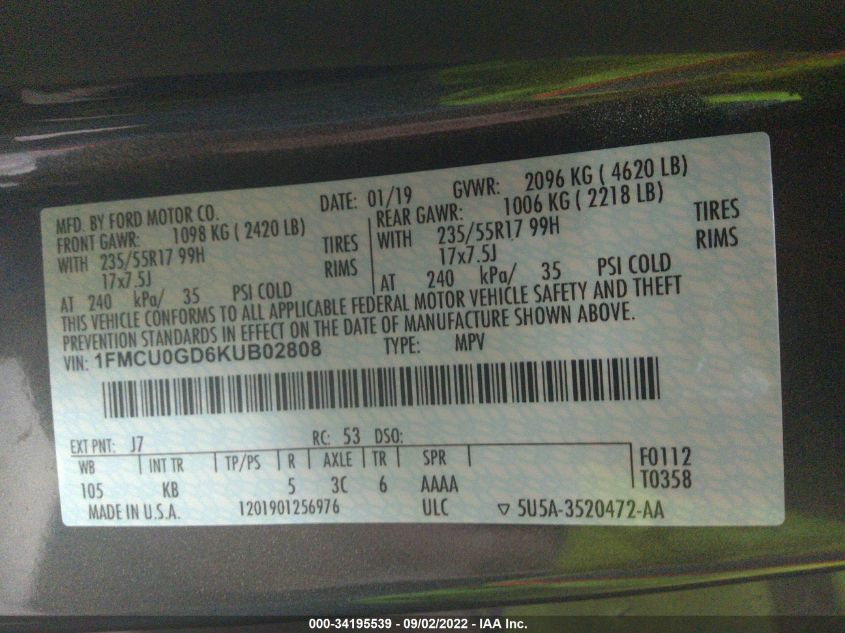 MFD. BY FORD MOTOR CO.
DATE: 01/19 GVWR: 2096 KG ( 4620 LB)
FRONT GAWR: 1098 KG ( 2420 LB)
WITH 235/55R17 99H TIRES
17x7.5J RIMS
AT 240 kPa/ 35 PSI COLD
REAR GAWR: 1006 KG ( 2218 LB)
WITH 235/55R17 99H TIRES
17x7.5J RIMS
AT 240 kPa/ 35 PSI COLD
THIS VEHICLE CONFORMS TO ALL APPLICABLE FEDERAL MOTOR VEHICLE SAFETY AND THEFT
PREVENTION STANDARDS IN EFFECT ON THE DATE OF MANUFACTURE SHOWN ABOVE.
VIN: 1FMCU0GD6KUB02808 TYPE: MPV
EXT PNT: J7 RC: 53 DSO:
WB INT TR TP/PS R AXLE TR SPR F0112
105 KB 5 3C 6 AAAA T0358
MADE IN U.S.A. 1201901256976 ULC ▽ 5U5A-3520472-AA
000-34195539 - 09/02/2022 - IAA Inc.